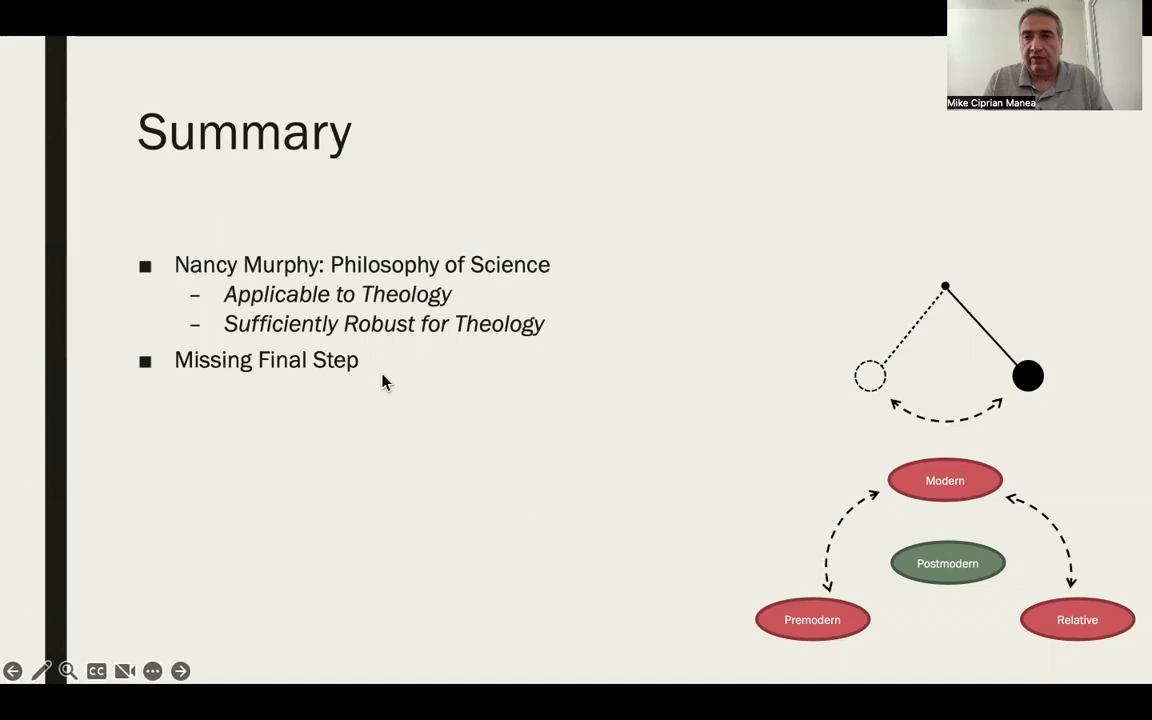 Mike Ciprian Manea
Summary
Nancy Murphy: Philosophy of Science
– Applicable to Theology
– Sufficiently Robust for Theology
Missing Final Step
Modern
Postmodern
Premodern
Relative
CC